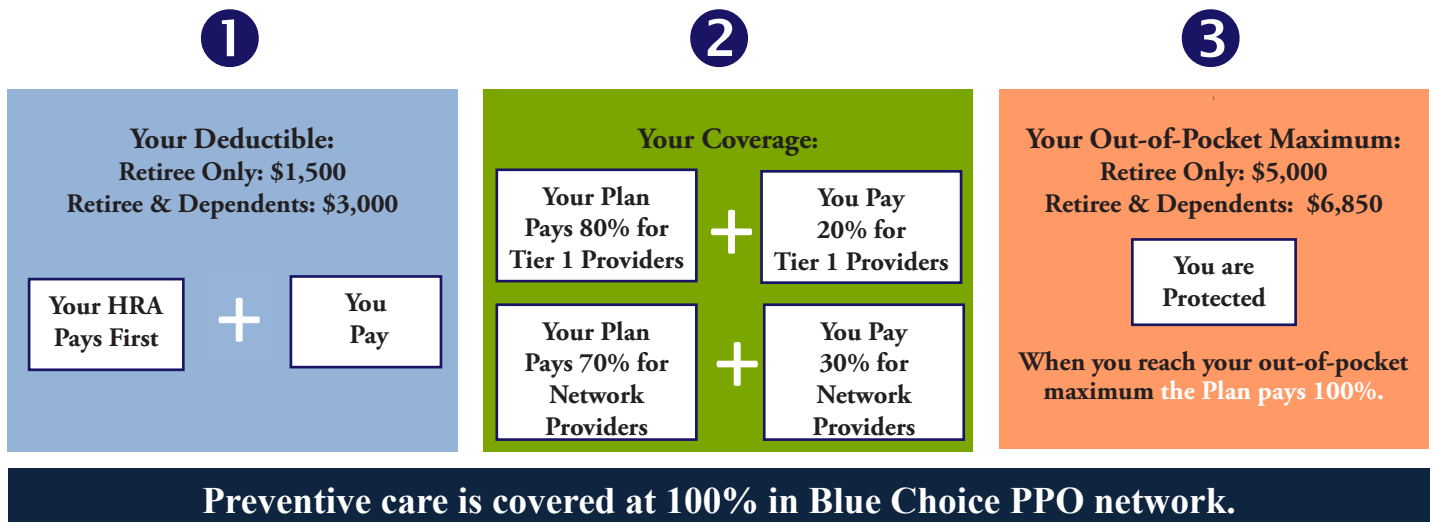 1
2
3
Your Deductible:
Retiree Only: $1,500
Retiree & Dependents: $3,000
Your HRA
Pays First
+
You
Pay
Your Coverage:
Your Plan
Pays 80% for
Tier 1 Providers
+
You Pay
20% for
Tier 1 Providers
Your Plan
Pays 70% for
Network
Providers
+
You Pay
30% for
Network
Providers
Your Out-of-Pocket Maximum:
Retiree Only: $5,000
Retiree & Dependents: $6,850
You are
Protected
When you reach your out-of-pocket
maximum the Plan pays 100%.
Preventive care is covered at 100% in Blue Choice PPO network.